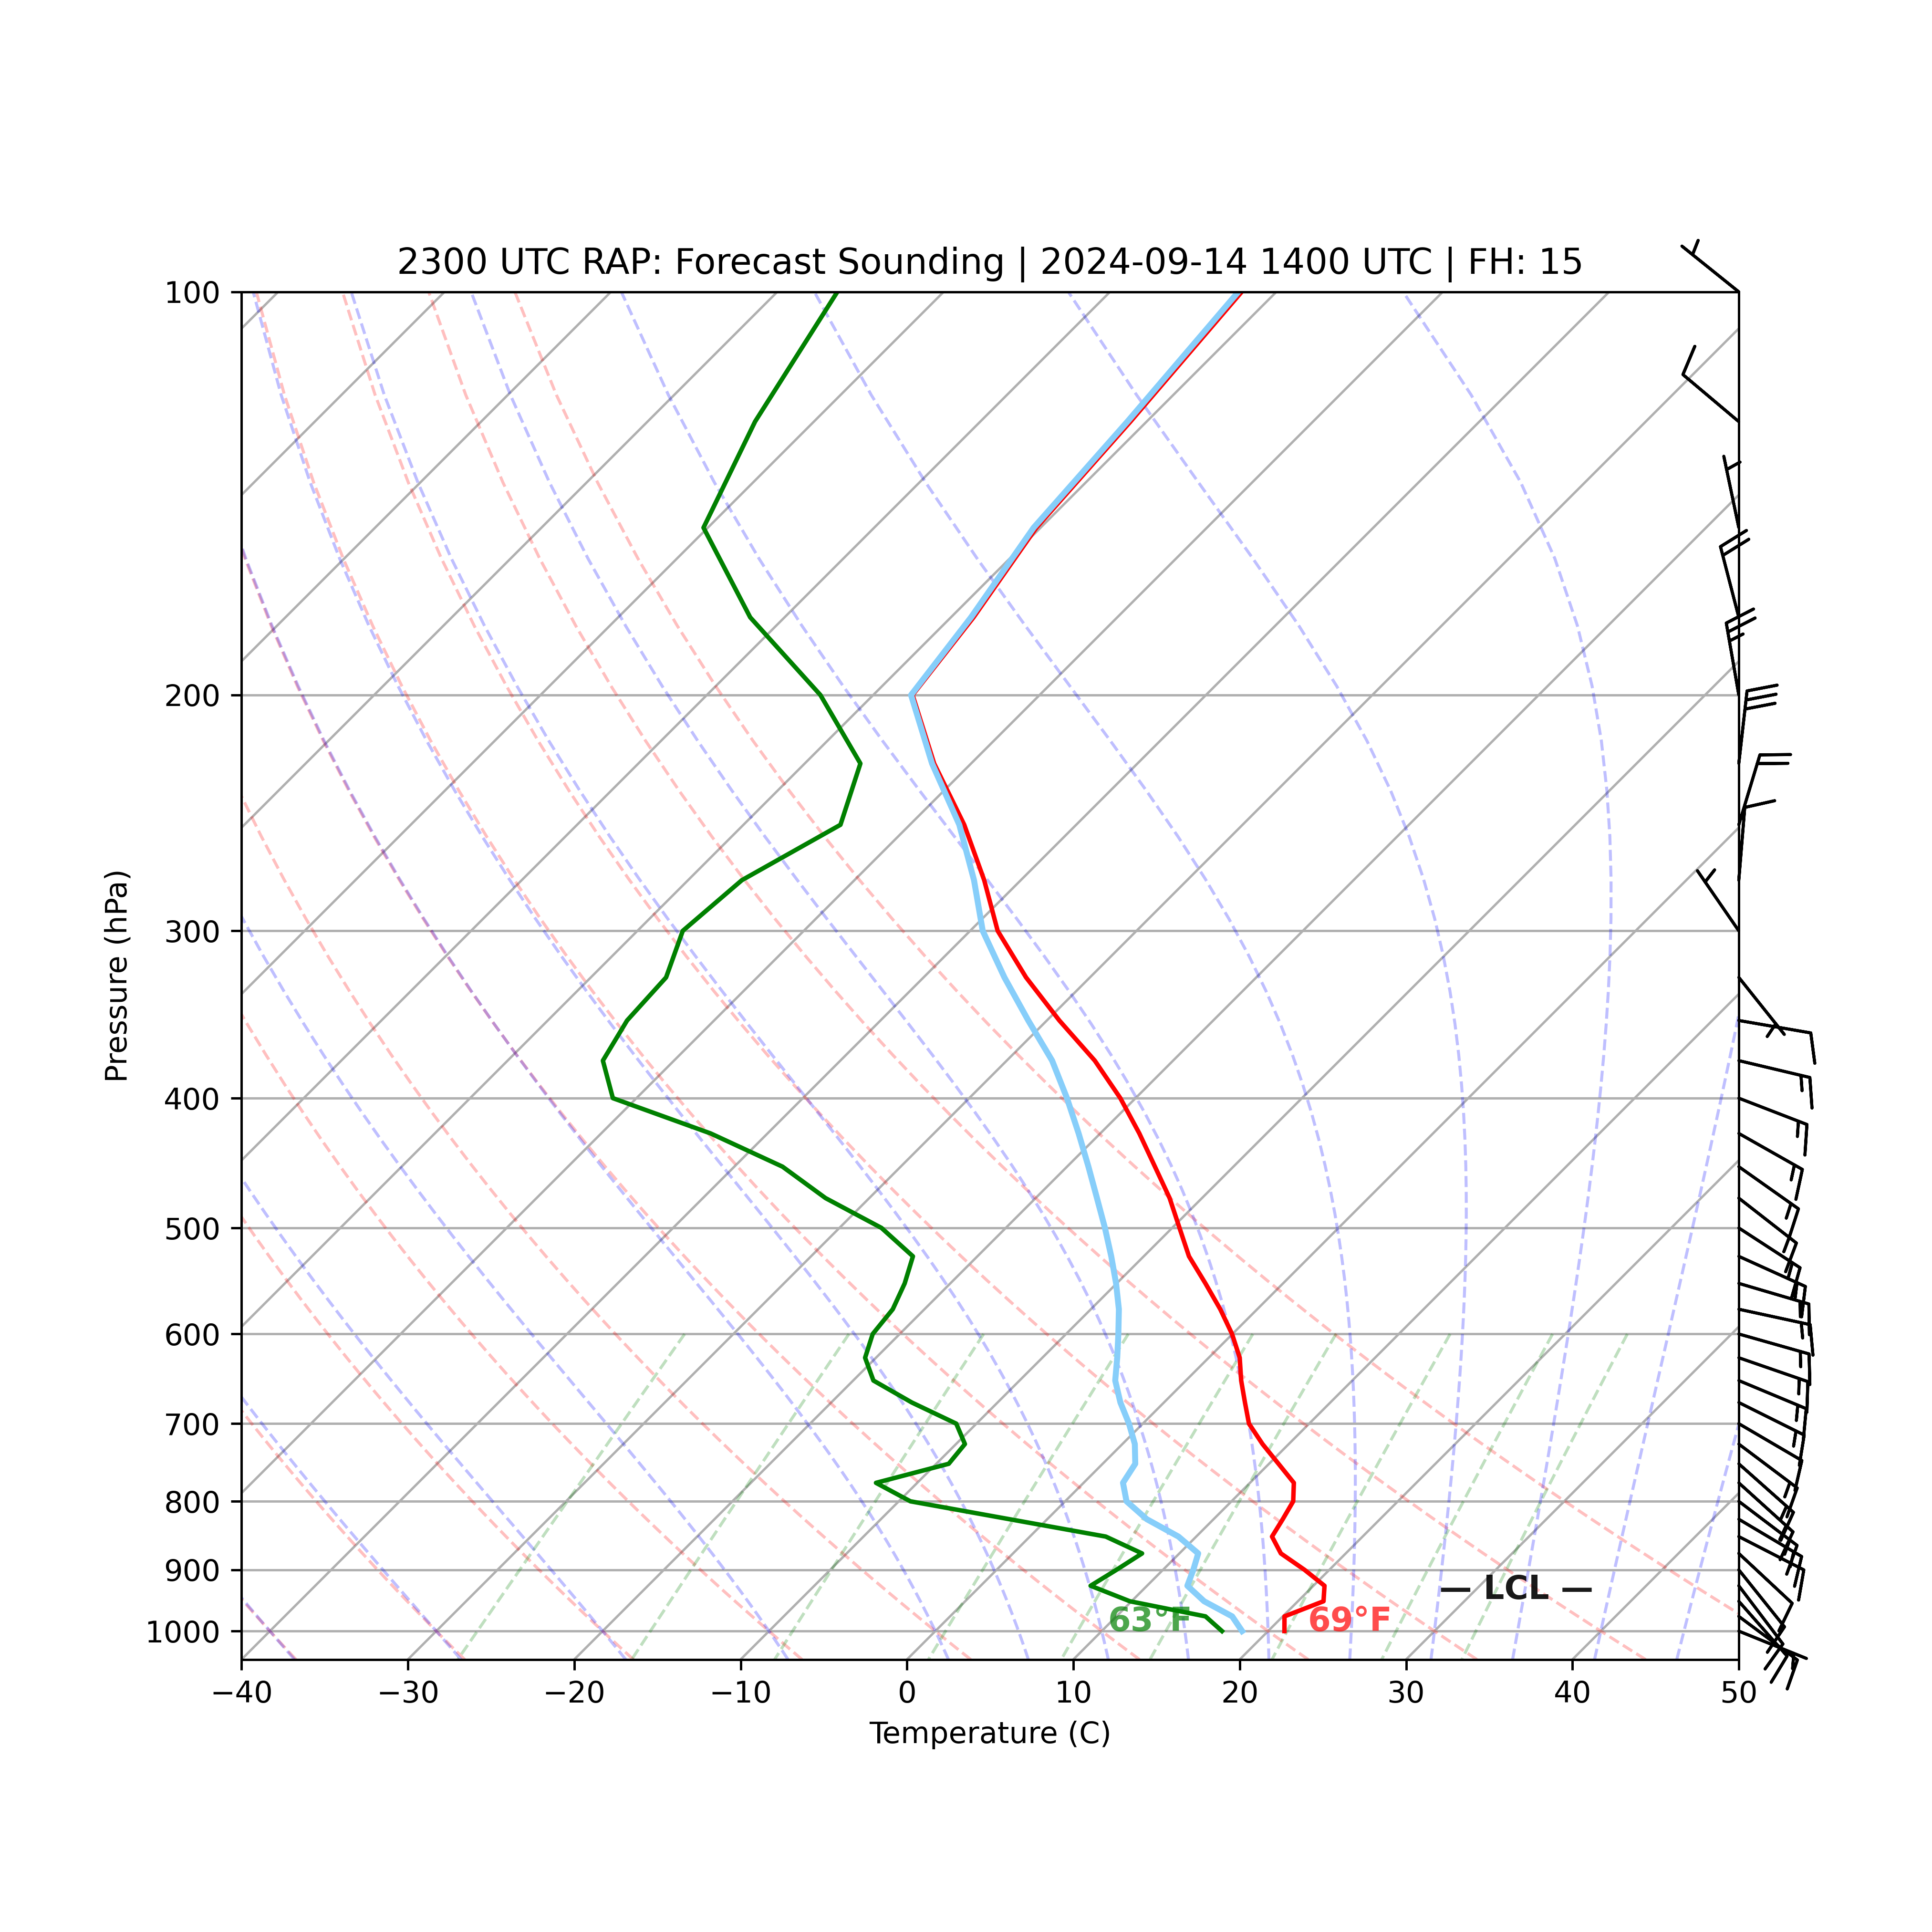 2300 UTC RAP: Forecast Sounding | 2024-09-14 1400 UTC | FH: 15
100
200
300
400
500
600
700
800
900
1000
Pressure (hPa)
— LCL —
63°F
69°F
−40 −30 −20 −10 0 10 20 30 40 50
Temperature (C)